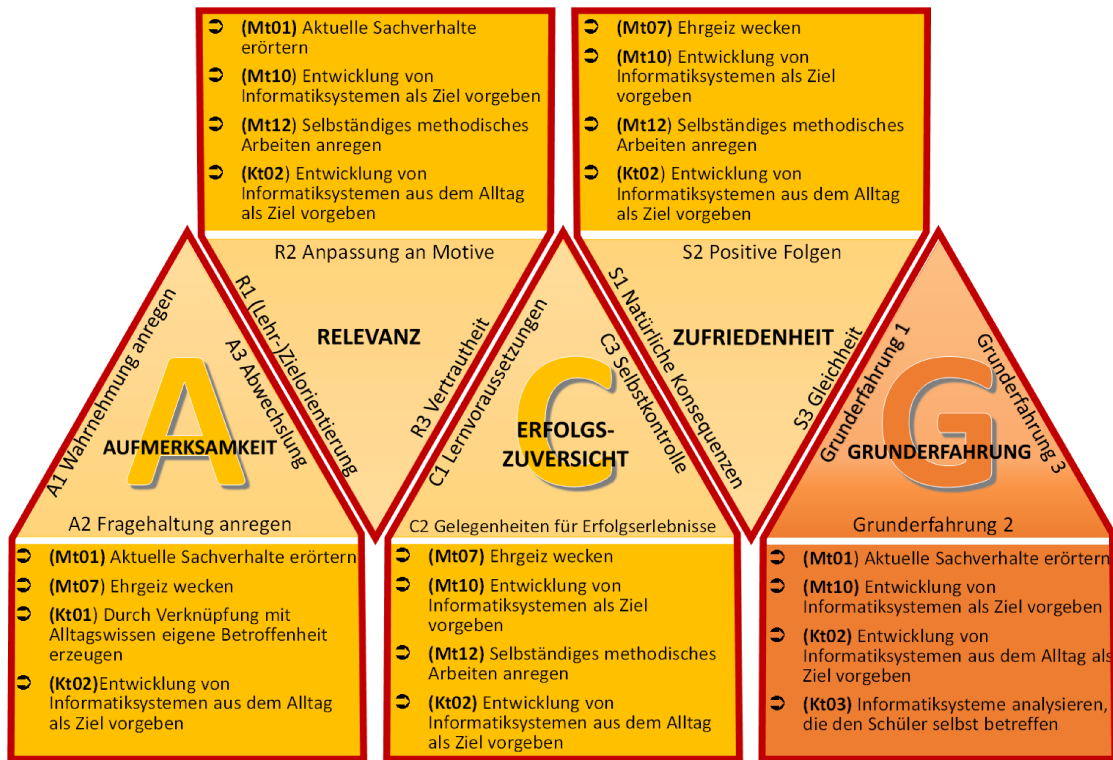 (Mt01) Aktuelle Sachverhalte
erörtern
(Mt10) Entwicklung von
Informatiksystemen als Ziel vorgeben
(Mt12) Selbständiges methodisches
Arbeiten anregen
(Kt02) Entwicklung von
Informatiksystemen aus dem Alltag
als Ziel vorgeben
(Mt07) Ehrgeiz wecken
(Mt10) Entwicklung von
Informatiksystemen als Ziel
vorgeben
(Mt12) Selbständiges methodisches
Arbeiten anregen
(Kt02) Entwicklung von
Informatiksystemen aus dem Alltag
als Ziel vorgeben
A1 Wahrnehmung anregen
A
AUFMERKSAMKEIT
A3 Abwechslung
A2 Fragehaltung anregen
R1 (Lehr-)Zielorientierung
R2 Anpassung an Motive
RELEVANZ
R3 Vertrautheit
C1 Lernvoraussetzungen
C
ERFOLGS-
ZUVERSICHT
C3 Selbstkontrolle
C2 Gelegenheiten für Erfolgserlebnisse
S1 Natürliche Konsequenzen
S2 Positive Folgen
ZUFRIEDENHEIT
S3 Gleichheit
Grunderfahrung 1
G
GRUNDERFAHRUNG
Grunderfahrung 3
Grunderfahrung 2
(Mt01) Aktuelle Sachverhalte erörtern
(Mt07) Ehrgeiz wecken
(Kt01) Durch Verknüpfung mit
Alltagswissen eigene Betroffenheit
erzeugen
(Kt02)Entwicklung von
Informatiksystemen aus dem Alltag
als Ziel vorgeben
(Mt07) Ehrgeiz wecken
(Mt10) Entwicklung von
Informatiksystemen als Ziel
vorgeben
(Mt12) Selbständiges methodisches
Arbeiten anregen
(Kt02) Entwicklung von
Informatiksystemen aus dem Alltag
als Ziel vorgeben
(Mt01) Aktuelle Sachverhalte erörtern
(Mt10) Entwicklung von
Informatiksystemen als Ziel vorgeben
(Kt02) Entwicklung von
Informatiksystemen aus dem Alltag als
Ziel vorgeben
(Kt03) Informatiksysteme analysieren,
die den Schüler selbst betreffen